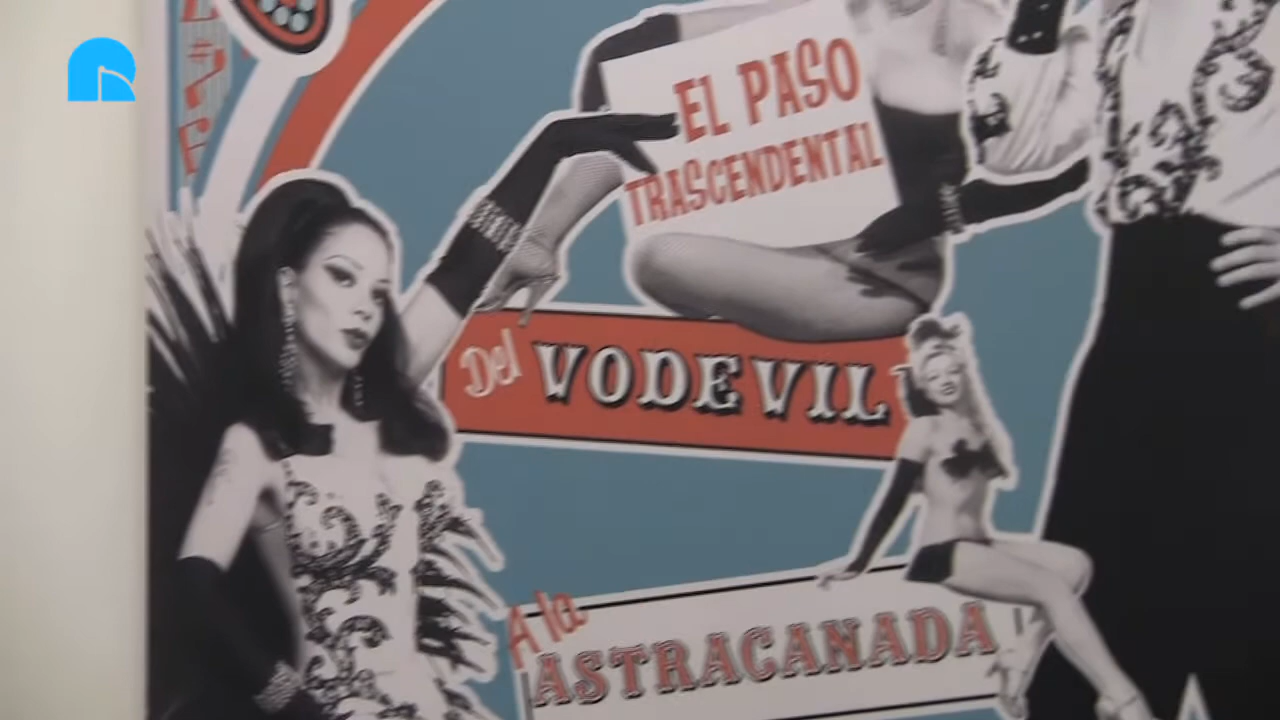 EL PASO
TRASCENDENTAL
Del VODEVIL
A la
ASTRACANADA